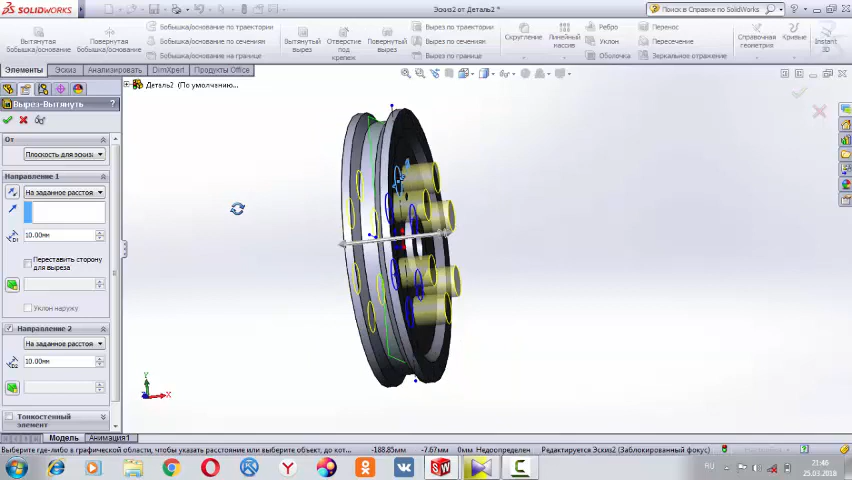 SOLIDWORKS
Эскиз2 от Деталь2 *
Поиск в Справке по SolidWorks
Вытянутая бобышка/основание
Повернутая бобышка/основание
Бобышка/основание по траектории
Бобышка/основание по сечениям
Бобышка/основание на границе
Вытянутый вырез
Отверстие под крепеж
Повернутый вырез
Вырез по траектории
Вырез по сечениям
Вырез по границе
Скругление
Линейный массив
Ребро
Уклон
Оболочка
Перенос
Пересечение
Зеркальное отражение
Справочная геометрия
Кривые
Instant 3D
Элементы
Эскиз
Анализировать
DimXpert
Продукты Office
Вырез-Вытянуть
?
Деталь2 (По умолчанию...
От
Плоскость для эскиза
Направление 1
На заданное расстоя
10.00мм
Переставить сторону
для выреза
Уклон наружу
Направление 2
На заданное расстоя
10.00мм
Тонкостенный
элемент
Y
X
Z
Модель
Анимация1
Выберите где-либо в графической области, чтобы указать расстояние или выберите объект, до кот...
-188.85мм
-7.67мм
0мм
Недоопределен
Редактируется Эскиз2 (Заблокированный фокус)
RU
21:46
25.03.2018